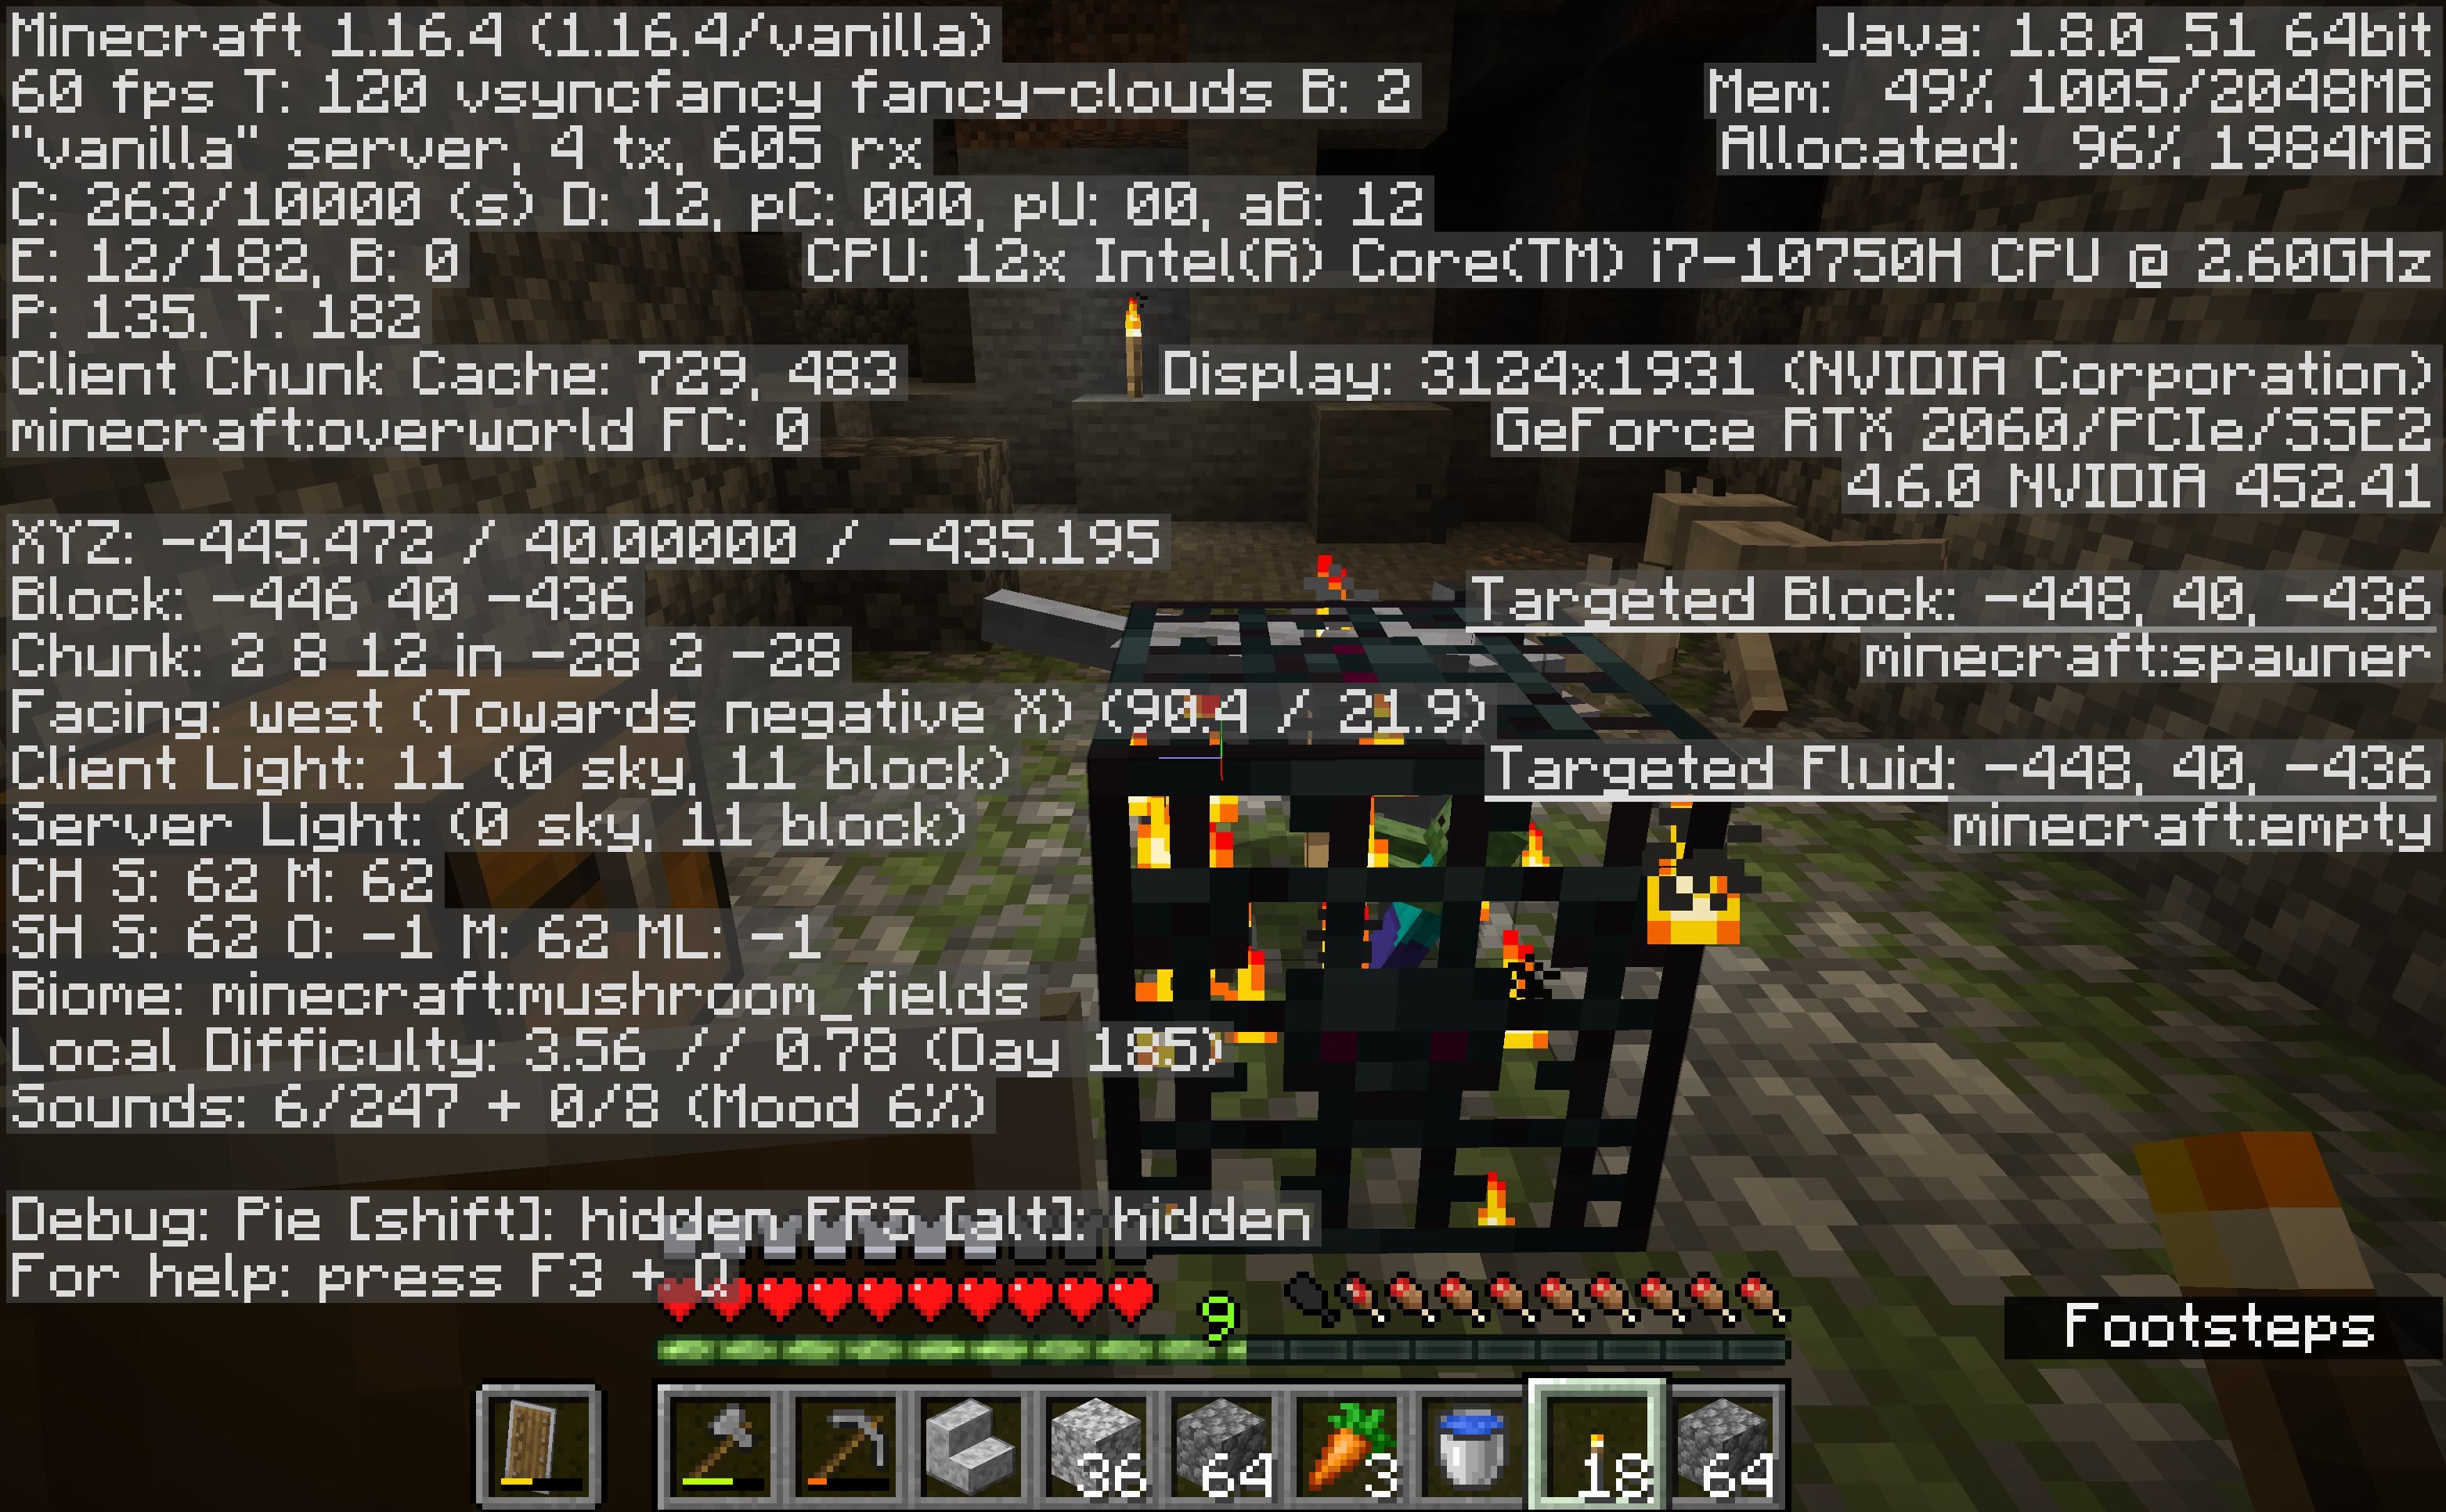 Minecraft 1.16.4 (1.16.4/vanilla)
60 fps T: 120 vsyncfancy fancy-clouds B: 2
"vanilla" server, 4 tx, 605 rx
C: 263/10000 (s) D: 12, pC: 000, pU: 00, aB: 12
E: 12/182, B: 0
P: 135. T: 182
Client Chunk Cache: 729, 483
minecraft:overworld FC: 0
XYZ: -445.472 / 40.00000 / -435.195
Block: -446 40 -436
Chunk: 2 8 12 in -28 2 -28
Facing: west (Towards negative X) (90.4 / 21.9)
Client Light: 11 (0 sky, 11 block)
Server Light: (0 sky, 11 block)
CH S: 62 M: 62
SH S: 62 O: -1 M: 62 ML: -1
Biome: minecraft:mushroom_fields
Local Difficulty: 3.56 // 0.78 (Day 185)
Sounds: 6/247 + 0/8 (Mood 6%)
Debug: Pie [shift]: hidden FPS [alt]: hidden
For help: press F3 + Q
Java: 1.8.0_51 64bit
Mem: 49% 1005/2048MB
Allocated: 96% 1984MB
CPU: 12x Intel(R) Core(TM) i7-10750H CPU @ 2.60GHz
Display: 3124x1931 (NVIDIA Corporation)
GeForce RTX 2060/PCIe/SSE2
4.6.0 NVIDIA 452.41
Targeted Block: -448, 40, -436
minecraft:spawner
Targeted Fluid: -448, 40, -436
minecraft:empty
Footsteps
9
36 64 3 18 64